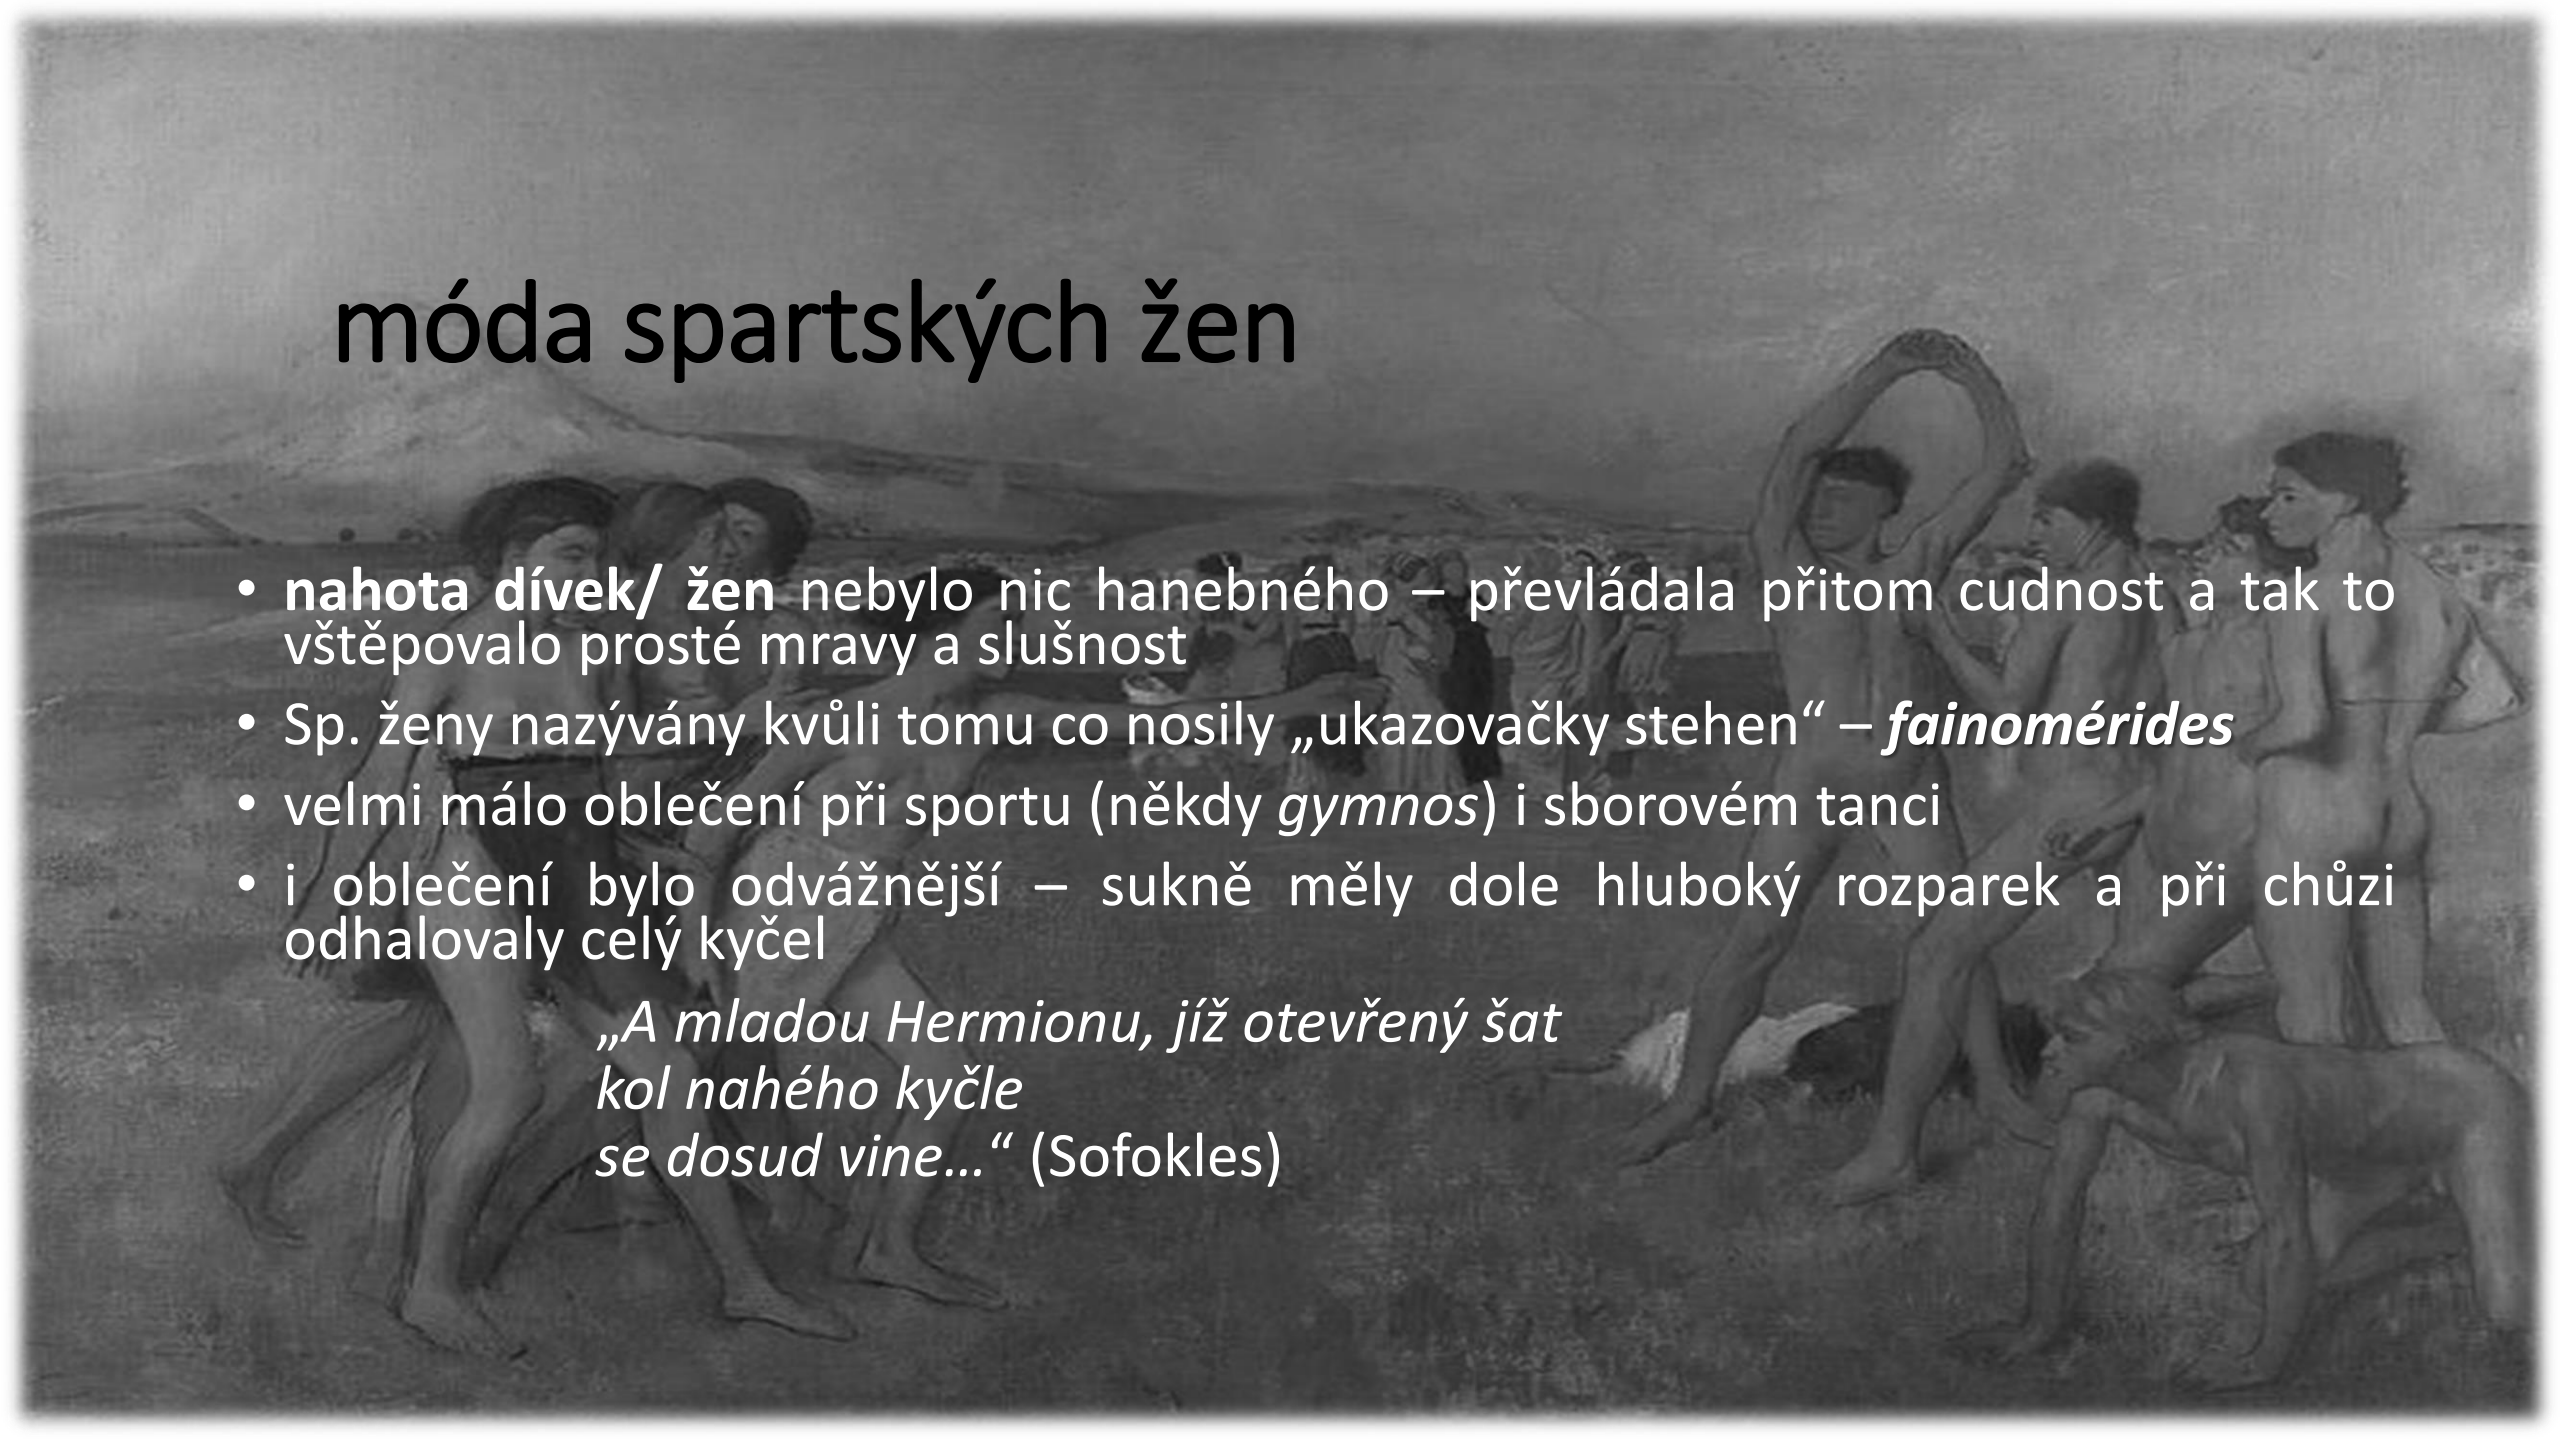 móda spartských žen
• nahota dívek/ žen nebylo nic hanebného – převládala přitom cudnost a tak to
vštěpovalo prosté mravy a slušnost
• Sp. ženy nazývány kvůli tomu co nosily „ukazovačky stehen“ – fainomérides
• velmi málo oblečení při sportu (někdy gymnos) i sborovém tanci
• i oblečení bylo odvážnější – sukně měly dole hluboký rozparek a při chůzi
odhalovaly celý kyčel
„A mladou Hermionu, jíž otevřený šat
kol nahého kyčle
se dosud vine…“ (Sofokles)